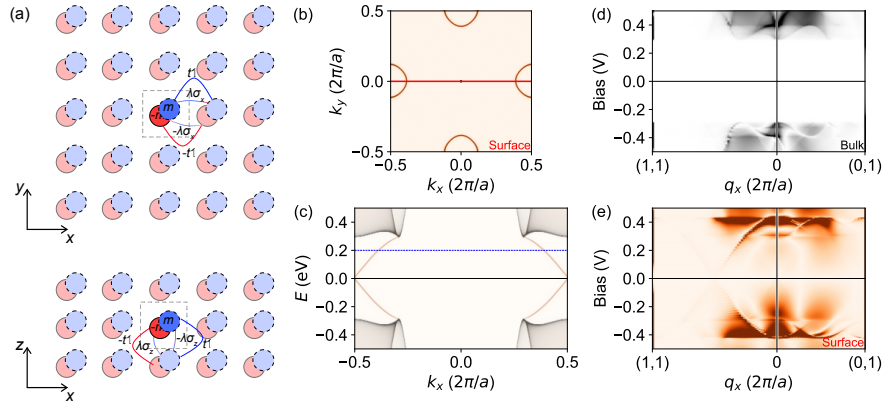 (a)
t1
λσx
m
-λσx
-t1
y
x
-t1
m
λσz
-λσz
t1
z
x
(b)
0.5
0.0
-0.5
ky (2π/a)
Surface
-0.5
0.0
0.5
kx (2π/a)
(c)
0.4
0.2
0.0
−0.2
−0.4
E (eV)
−0.5
0.0
0.5
kx (2π/a)
(d)
0.4
0.2
0.0
−0.2
−0.4
Bias (V)
Bulk
(1,1)
0
(0,1)
qx (2π/a)
(e)
0.4
0.2
0.0
−0.2
−0.4
Bias (V)
Surface
(1,1)
0
(0,1)
qx (2π/a)